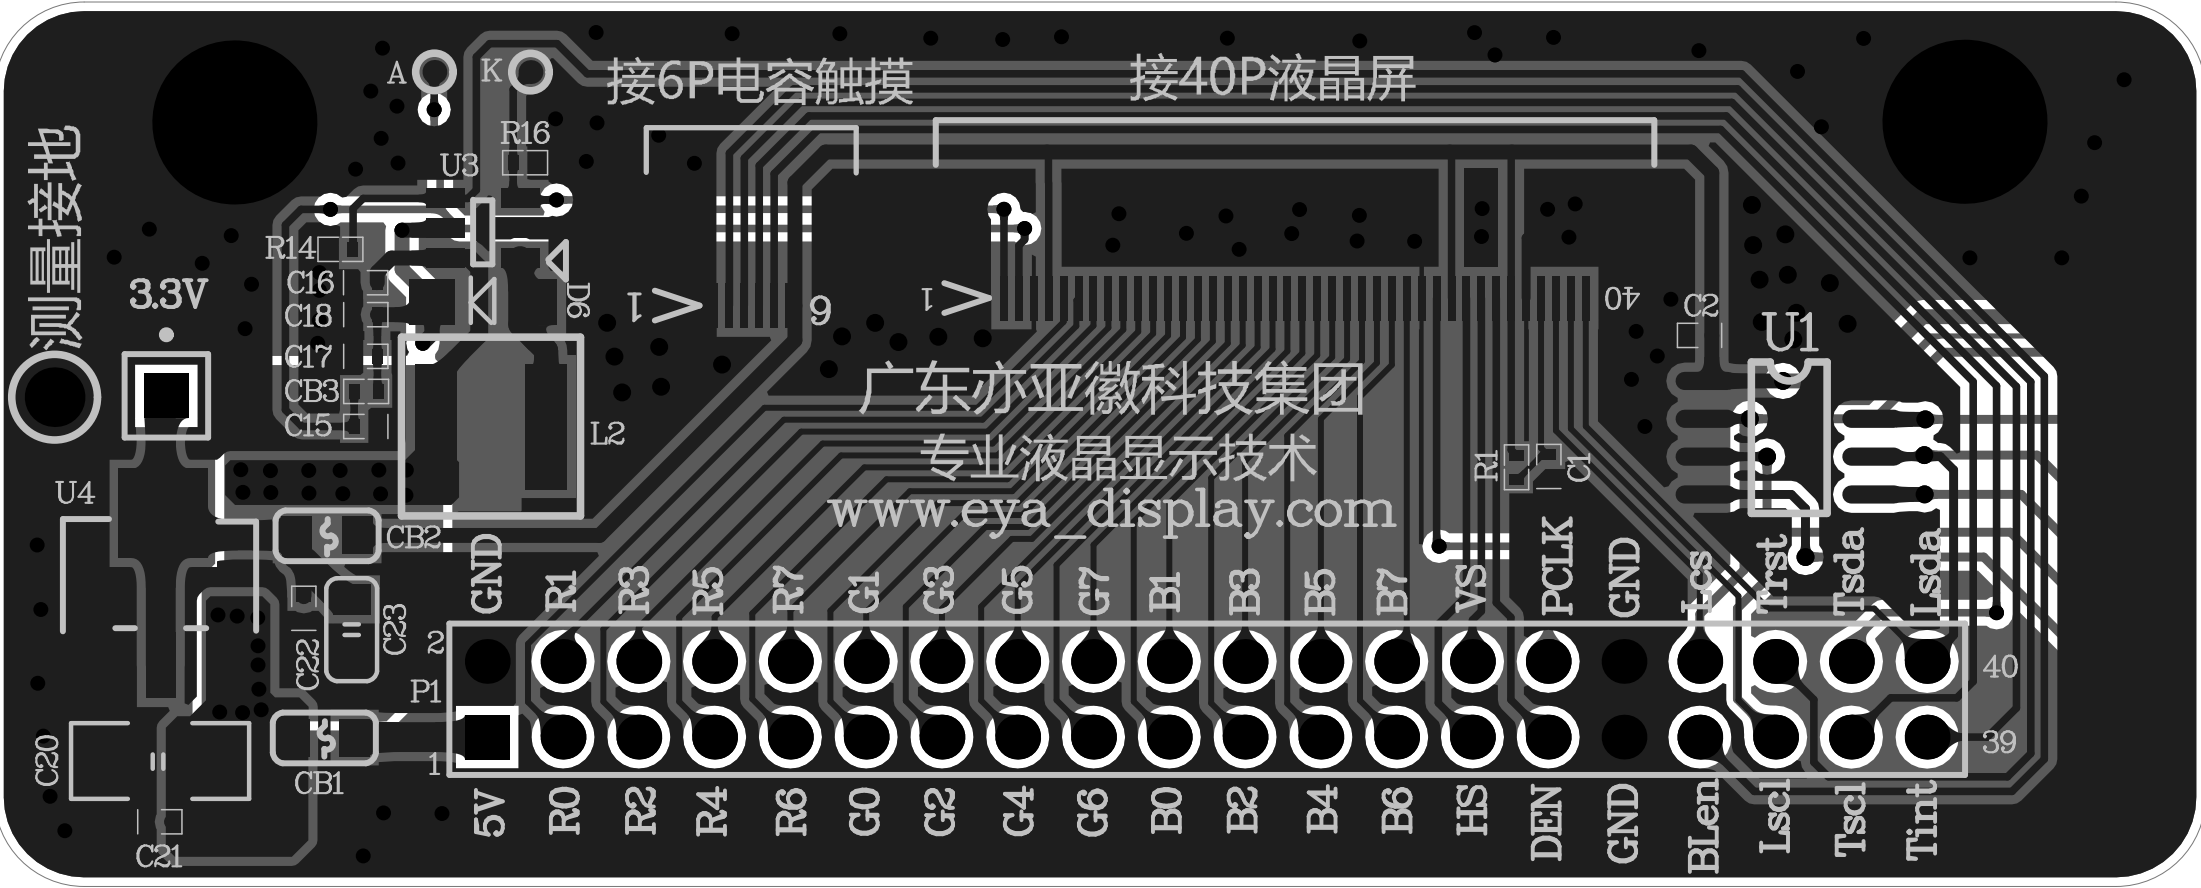 A
K
接6P电容触摸
接40P液晶屏
R16
U3
测量接地
R14
C16
C18
C17
CB3
C15
D6
3.3V
1
6
1
40
C2
U1
L2
广东亦亚徽科技集团
专业液晶显示技术
www.eya_display.com
R1
C1
U4
CB2
C22
C23
C20
CB1
C21
P1
2
1
GND
R1
R3
R5
R7
G1
G3
G5
G7
B1
B3
B5
B7
VS
PCLK
GND
Lcs
Trst
Tsda
Lsda
40
39
5V
R0
R2
R4
R6
G0
G2
G4
G6
B0
B2
B4
B6
HS
DEN
GND
BLen
Lscl
Tscl
Tint